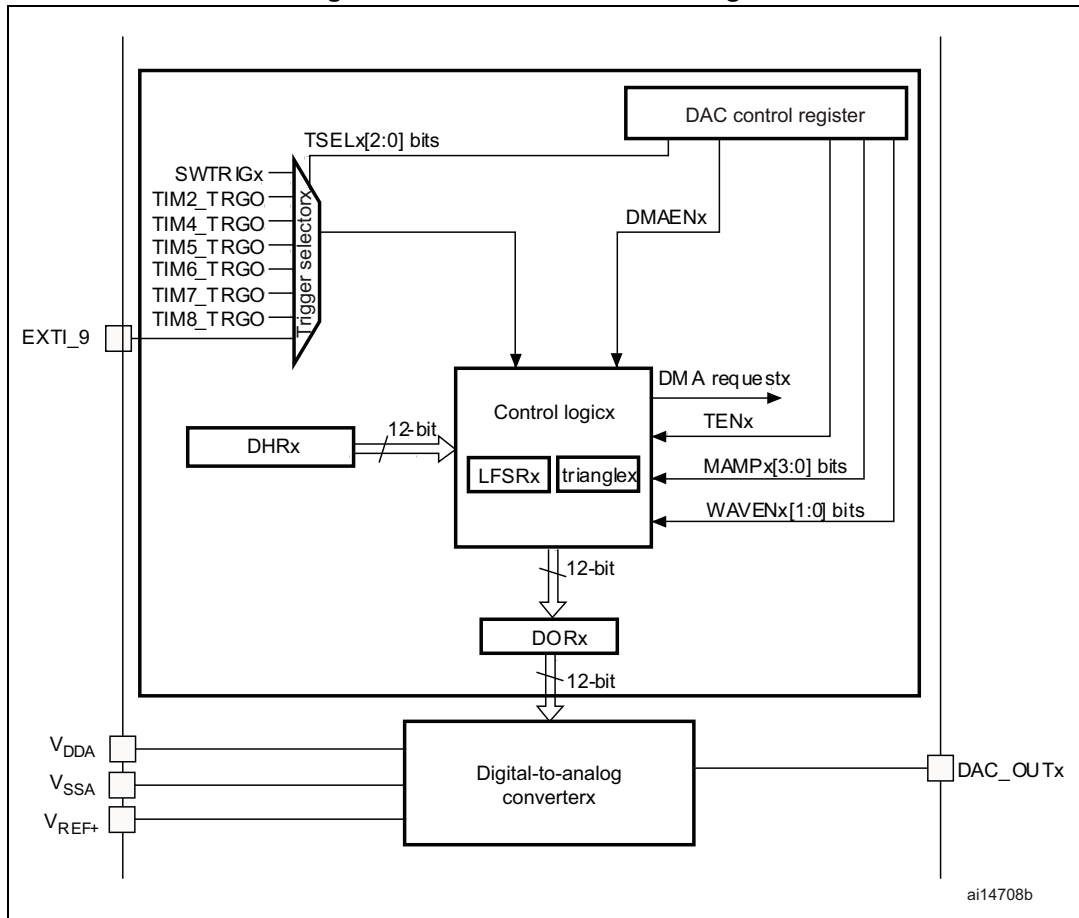 DAC control register
TSELx[2:0] bits
SWTRIGx
TIM2_TRGO
TIM4_TRGO
TIM5_TRGO
TIM6_TRGO
TIM7_TRGO
TIM8_TRGO
Trigger selectorx
DMAENx
EXTI_9
DMA requestx
Control logicx
TENx
12-bit
DHRx
LFSRx
trianglex
MAMPx[3:0] bits
WAVENx[1:0] bits
12-bit
DORx
12-bit
VDDA
VSSA
VREF+
Digital-to-analog
converterx
DAC_OUTx
ai14708b